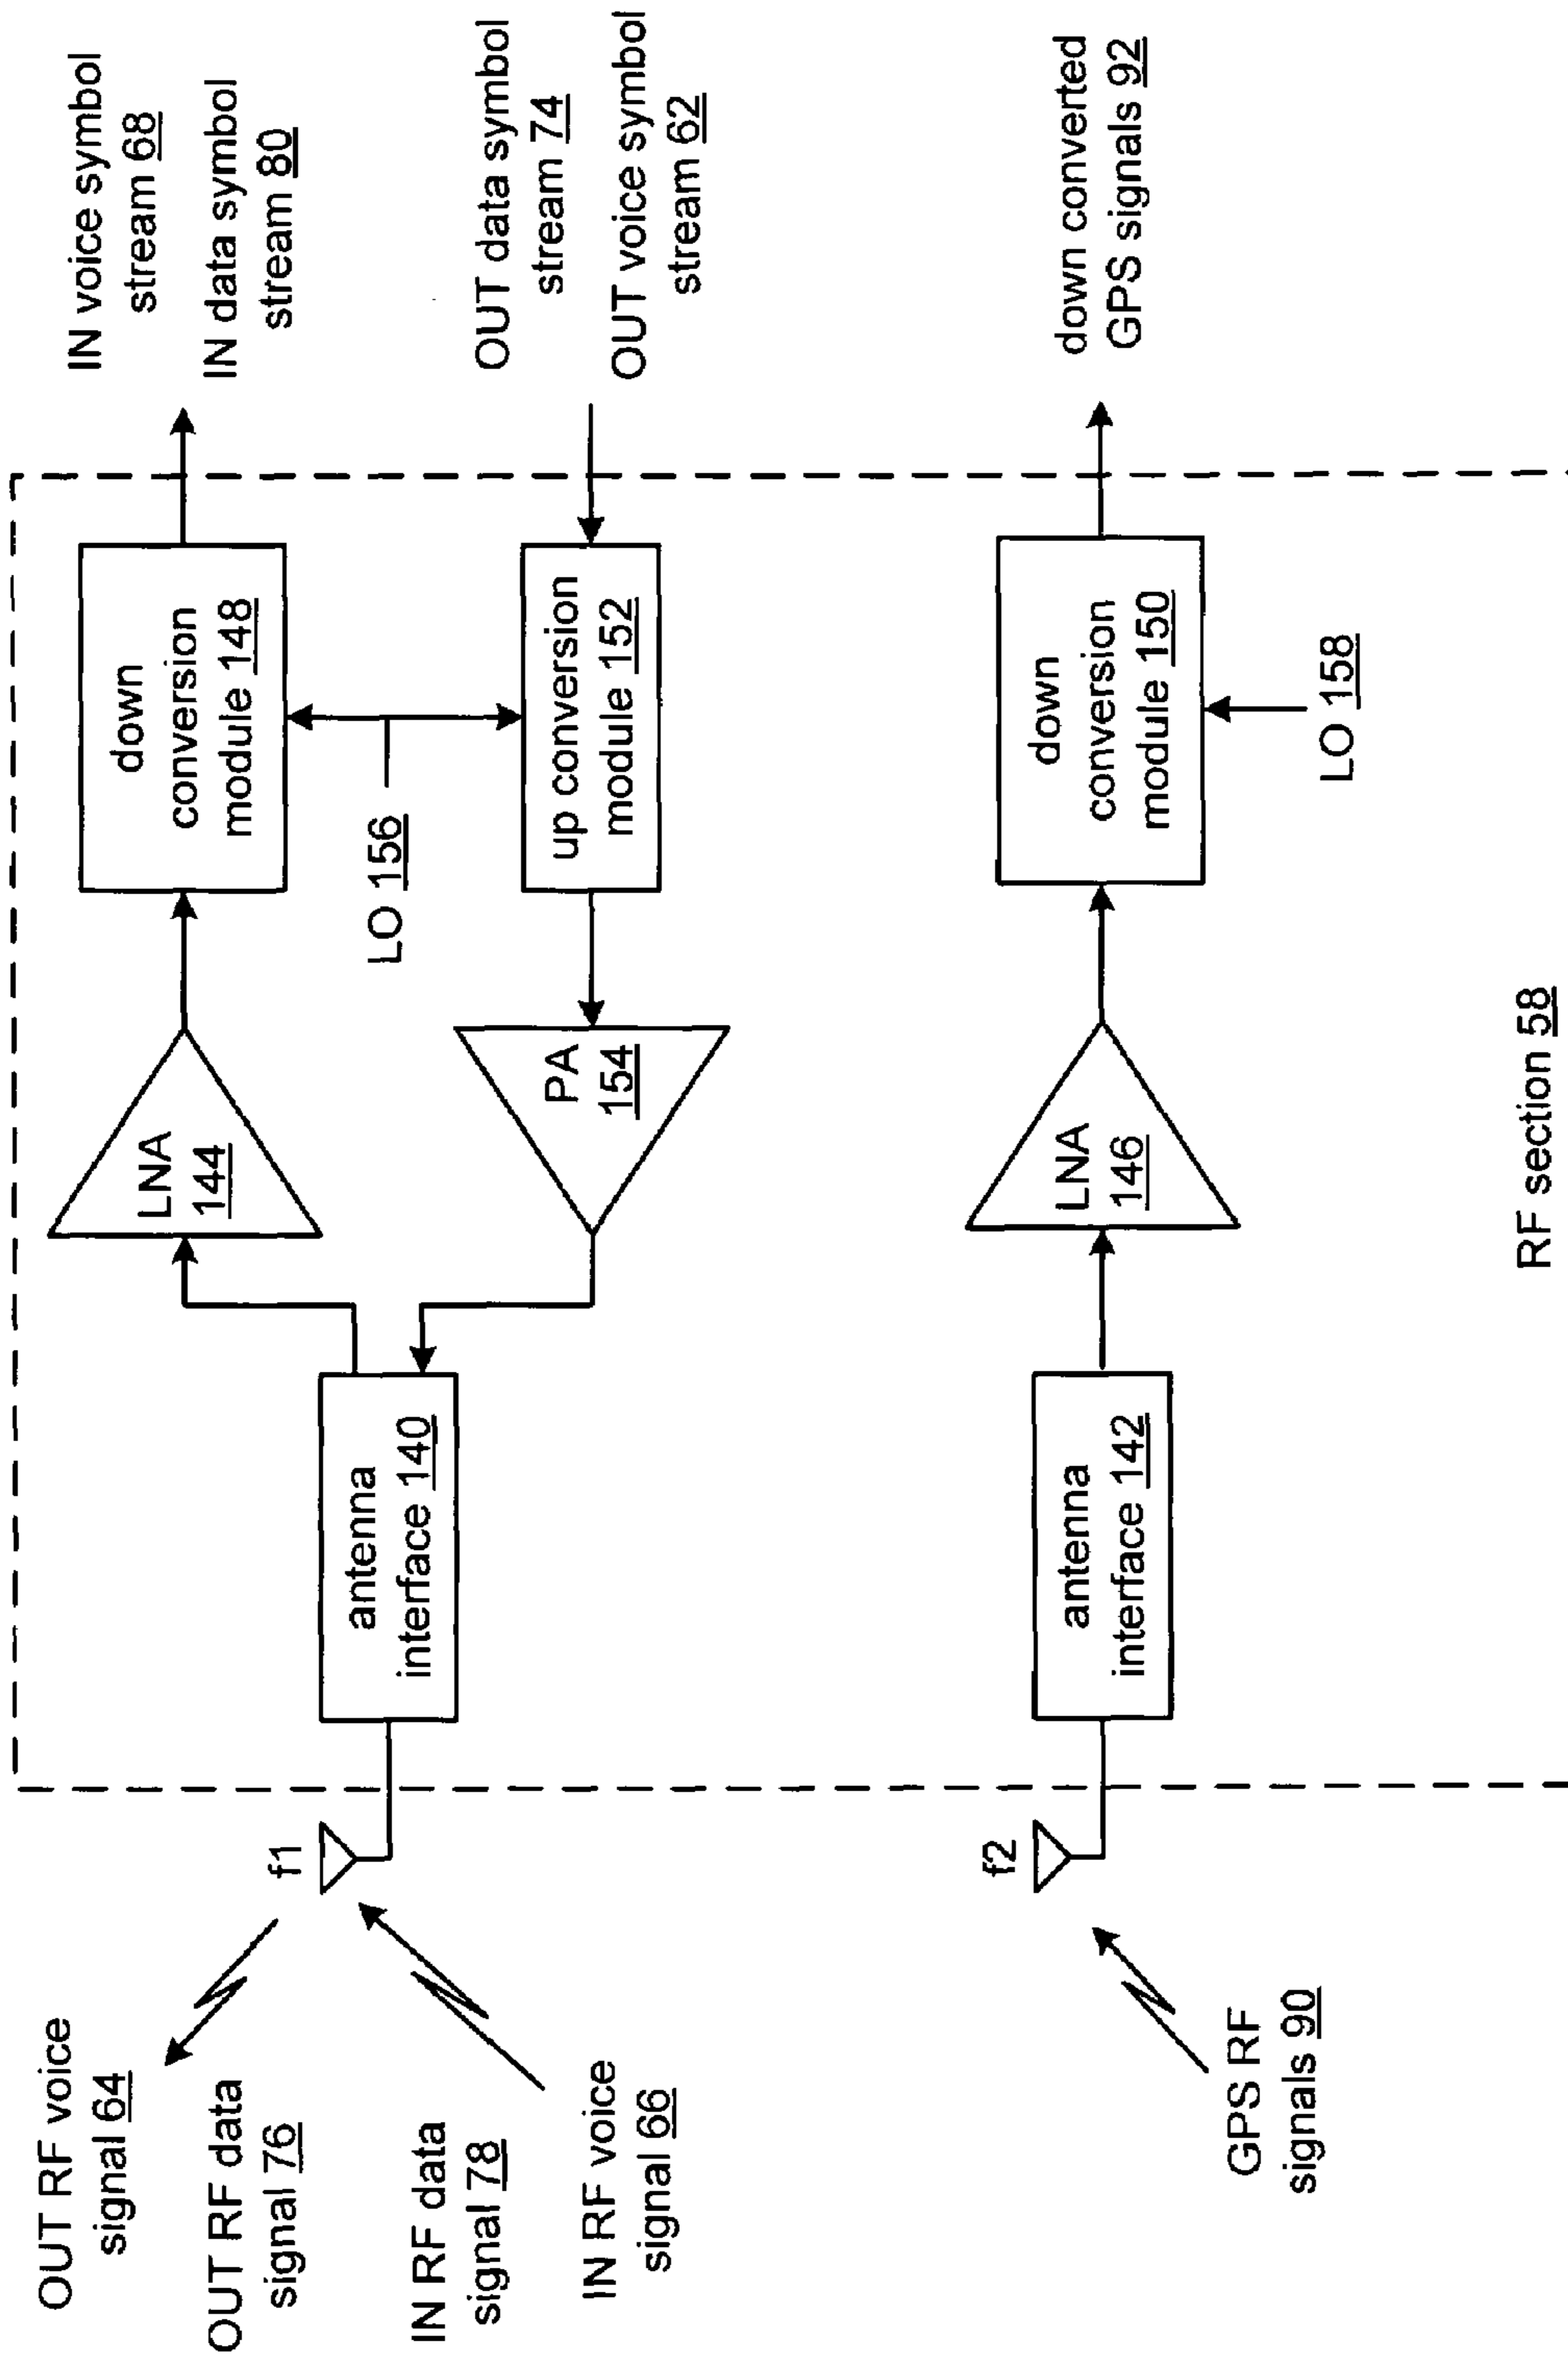 OUT RF voice
signal 64
OUT RF data
signal 76
IN RF data
signal 78
IN RF voice
signal 66
f1
antenna
interface 140
LNA
144
down
conversion
module 148
IN voice symbol
stream 68
IN data symbol
stream 80
LO 156
PA
154
up conversion
module 152
OUT data symbol
stream 74
OUT voice symbol
stream 62
GPS RF
signals 90
f2
antenna
interface 142
LNA
146
down
conversion
module 150
LO 158
down converted
GPS signals 92
RF section 58